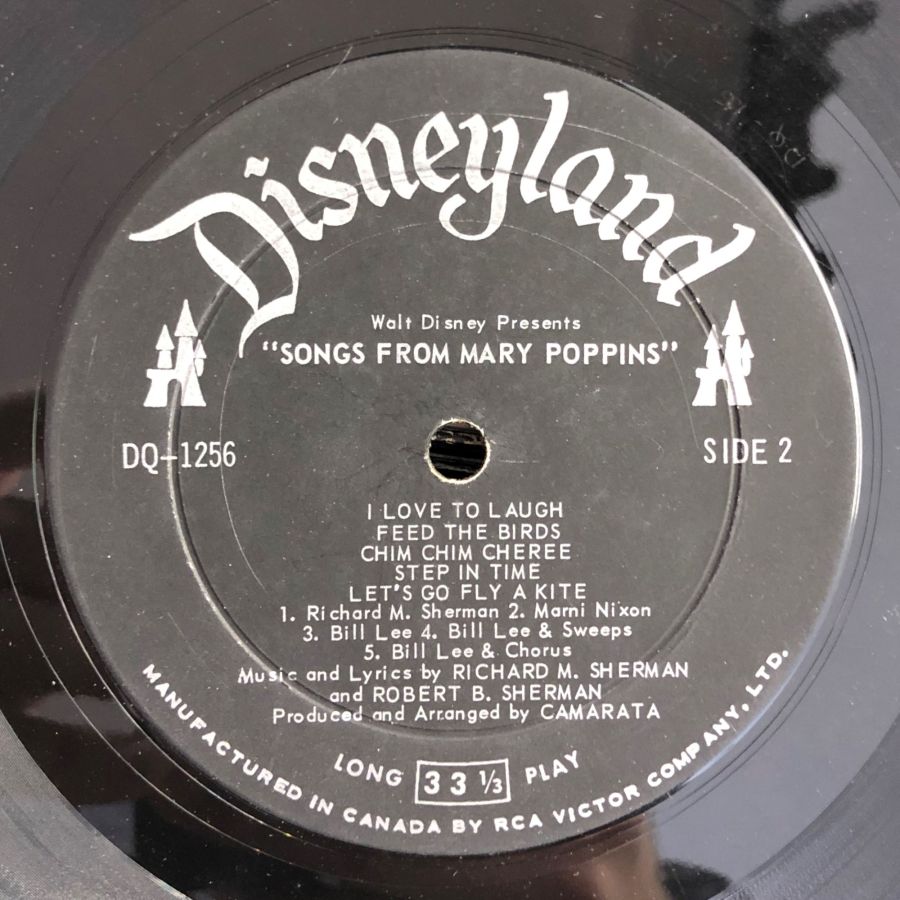 Disneyland
Walt Disney Presents
"SONGS FROM MARY POPPINS"
DQ-1256
SIDE 2
I LOVE TO LAUGH
FEED THE BIRDS
CHIM CHIM CHEREE
STEP IN TIME
LET'S GO FLY A KITE
1. Richard M. Sherman 2. Marni Nixon
3. Bill Lee 4. Bill Lee & Sweeps
5. Bill Lee & Chorus
Music and Lyrics by RICHARD M. SHERMAN
and ROBERT B. SHERMAN
Produced and Arranged by CAMARATA
LONG 33 1/3 PLAY
MANUFACTURED IN CANADA BY RCA VICTOR COMPANY, LTD.